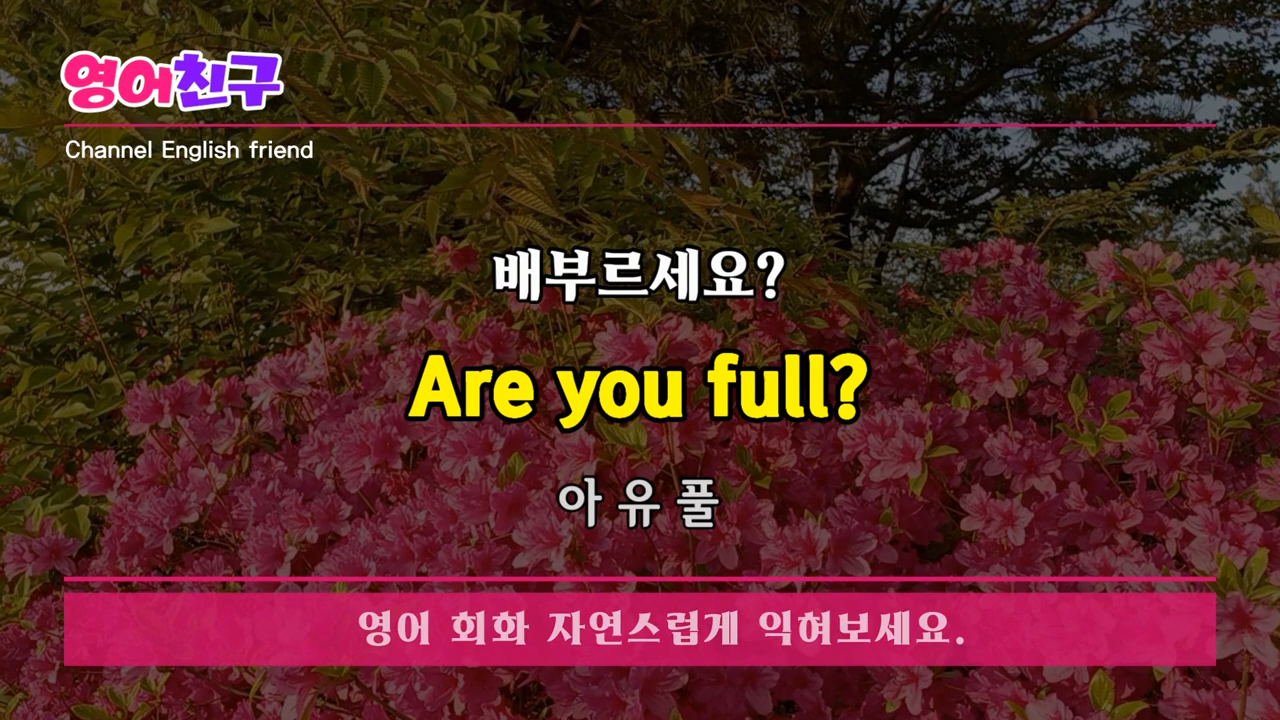 영어친구
Channel English friend
배부르세요?
Are you full?
아 유 풀
영어 회화 자연스럽게 익혀보세요.